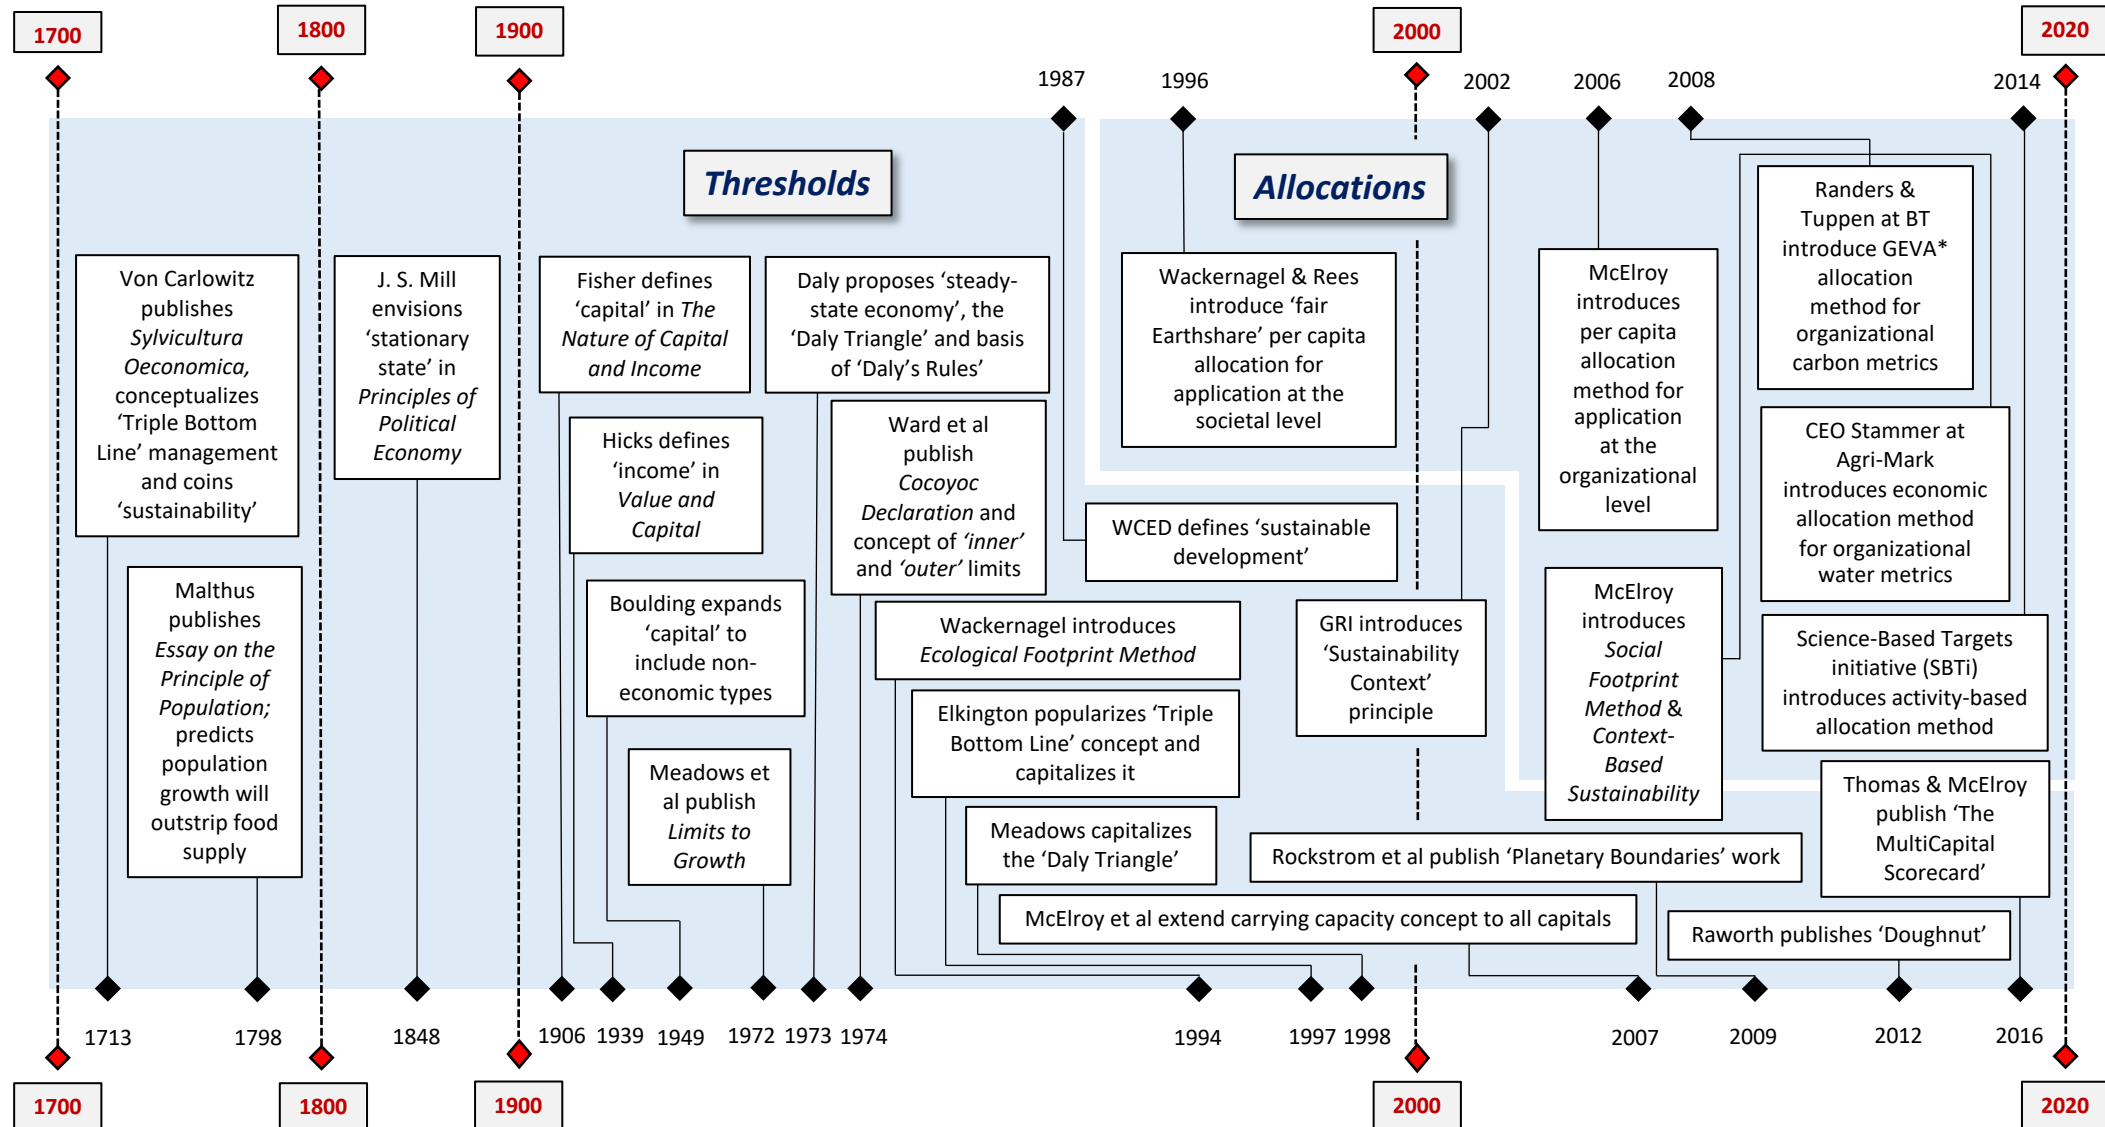 1700
1800
1900
2000
2020
1987
1996
2002
2006
2008
2014
Thresholds
Allocations
Von Carlowitz
publishes
Sylvicultura
Oeconomica,
conceptualizes
‘Triple Bottom
Line’ management
and coins
‘sustainability’
Malthus
publishes
Essay on the
Principle of
Population;
predicts
population
growth will
outstrip food
supply
J. S. Mill
envisions
‘stationary
state’ in
Principles of
Political
Economy
Fisher defines
‘capital’ in The
Nature of Capital
and Income
Hicks defines
‘income’ in
Value and
Capital
Boulding expands
‘capital’ to
include non-
economic types
Meadows et
al publish
Limits to
Growth
Daly proposes ‘steady-
state economy’, the
‘Daly Triangle’ and basis
of ‘Daly’s Rules’
Ward et al
publish
Cocoyoc
Declaration and
concept of ‘inner’
and ‘outer’ limits
Wackernagel introduces
Ecological Footprint Method
Elkington popularizes ‘Triple
Bottom Line’ concept and
capitalizes it
Meadows capitalizes
the ‘Daly Triangle’
McElroy et al extend carrying capacity concept to all capitals
WCED defines ‘sustainable
development’
Wackernagel & Rees
introduce ‘fair
Earthshare’ per capita
allocation for
application at the
societal level
GRI introduces
‘Sustainability
Context’
principle
Rockstrom et al publish ‘Planetary Boundaries’ work
McElroy
introduces
per capita
allocation
method for
application
at the
organizational
level
McElroy
introduces
Social
Footprint
Method &
Context-
Based
Sustainability
Randers &
Tuppen at BT
introduce GEVA*
allocation
method for
organizational
carbon metrics
CEO Stammer at
Agri-Mark
introduces economic
allocation method
for organizational
water metrics
Science-Based Targets
initiative (SBTi)
introduces activity-based
allocation method
Thomas & McElroy
publish ‘The
MultiCapital
Scorecard’
Raworth publishes ‘Doughnut’
1713
1798
1848
1906
1939
1949
1972
1973
1974
1994
1997
1998
2007
2009
2012
2016
1700
1800
1900
2000
2020